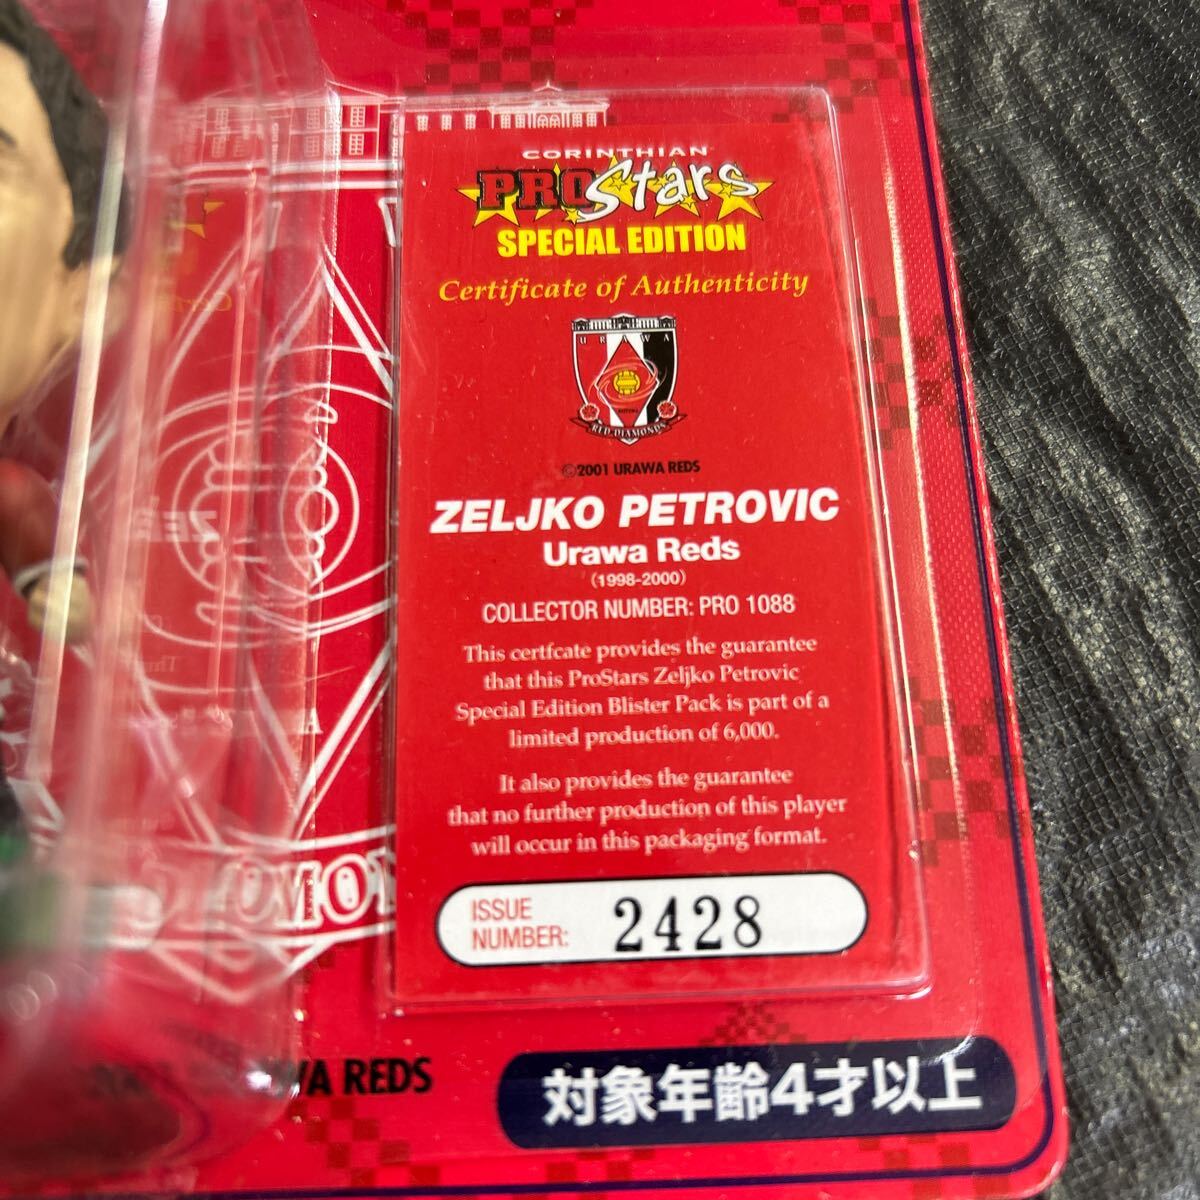 CORINTHIAN
PROStars
SPECIAL EDITION
Certificate of Authenticity
URAWA
RED DIAMONDS
©2001 URAWA REDS
ZELJKO PETROVIC
Urawa Reds
(1998-2000)
COLLECTOR NUMBER: PRO 1088
This certfcate provides the guarantee
that this ProStars Zeljko Petrovic
Special Edition Blister Pack is part of a
limited production of 6,000.
It also provides the guarantee
that no further production of this player
will occur in this packaging format.
ISSUE
NUMBER: 2428
REDS
対象年齢4才以上